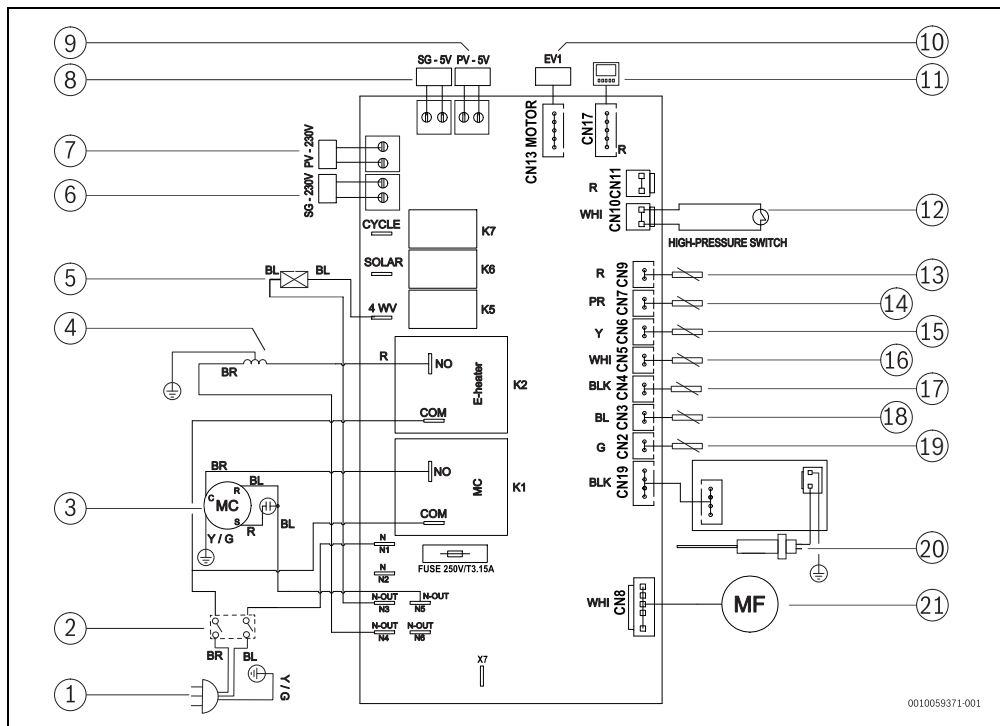 9
8
7
6
5
4
3
2
1
10
11
12
13
14
15
16
17
18
19
20
21
SG - 5V PV - 5V
EV1
PV - 230V
SG - 230V
CN13 MOTOR
CN17
R
R CN11
WHI CN10
HIGH-PRESSURE SWITCH
CYCLE
K7
SOLAR
K6
4 WV
K5
BL BL
R
BR
NO
E-heater
K2
COM
BR
NO
MC
K1
COM
C R S
MC
BL
R
BL
Y / G
N
N1
FUSE 250V/T3.15A
N
N2
N-OUT
N3
N-OUT
N5
N-OUT
N4
N-OUT
N6
BR BL
Y / G
X7
R CN9
PR CN7
Y CN6
WHI CN5
BLK CN4
BL CN3
G CN2
BLK CN19
WHI CN8
MF
0010059371-001